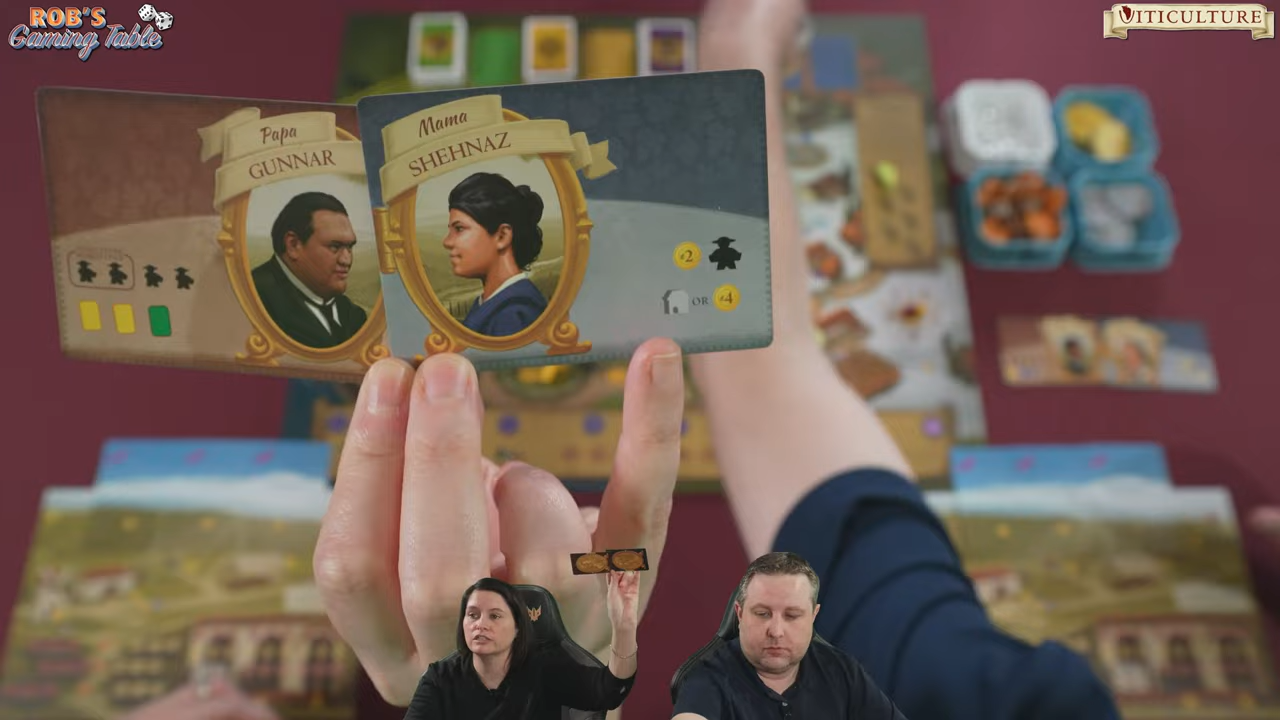 ROB'S
Gaming Table
VITICULTURE
Papa
GUNNAR
Mama
SHEHNAZ
2
OR 4